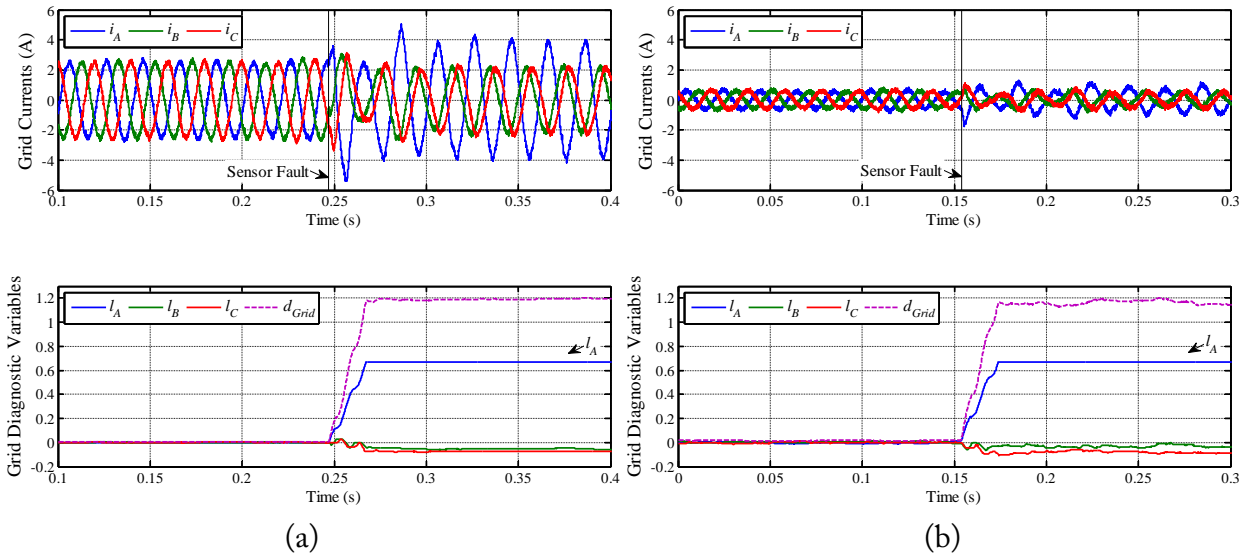 Grid Currents (A)
6
4
2
0
-2
-4
-6
i_A i_B i_C
Sensor Fault
0.1 0.15 0.2 0.25 0.3 0.35 0.4
Time (s)
Grid Currents (A)
6
4
2
0
-2
-4
-6
i_A i_B i_C
Sensor Fault
0 0.05 0.1 0.15 0.2 0.25 0.3
Time (s)
Grid Diagnostic Variables
1.2
1
0.8
0.6
0.4
0.2
0
-0.2
l_A l_B l_C d_Grid
l_A
0.1 0.15 0.2 0.25 0.3 0.35 0.4
Time (s)
(a)
Grid Diagnostic Variables
1.2
1
0.8
0.6
0.4
0.2
0
-0.2
l_A l_B l_C d_Grid
l_A
0 0.05 0.1 0.15 0.2 0.25 0.3
Time (s)
(b)